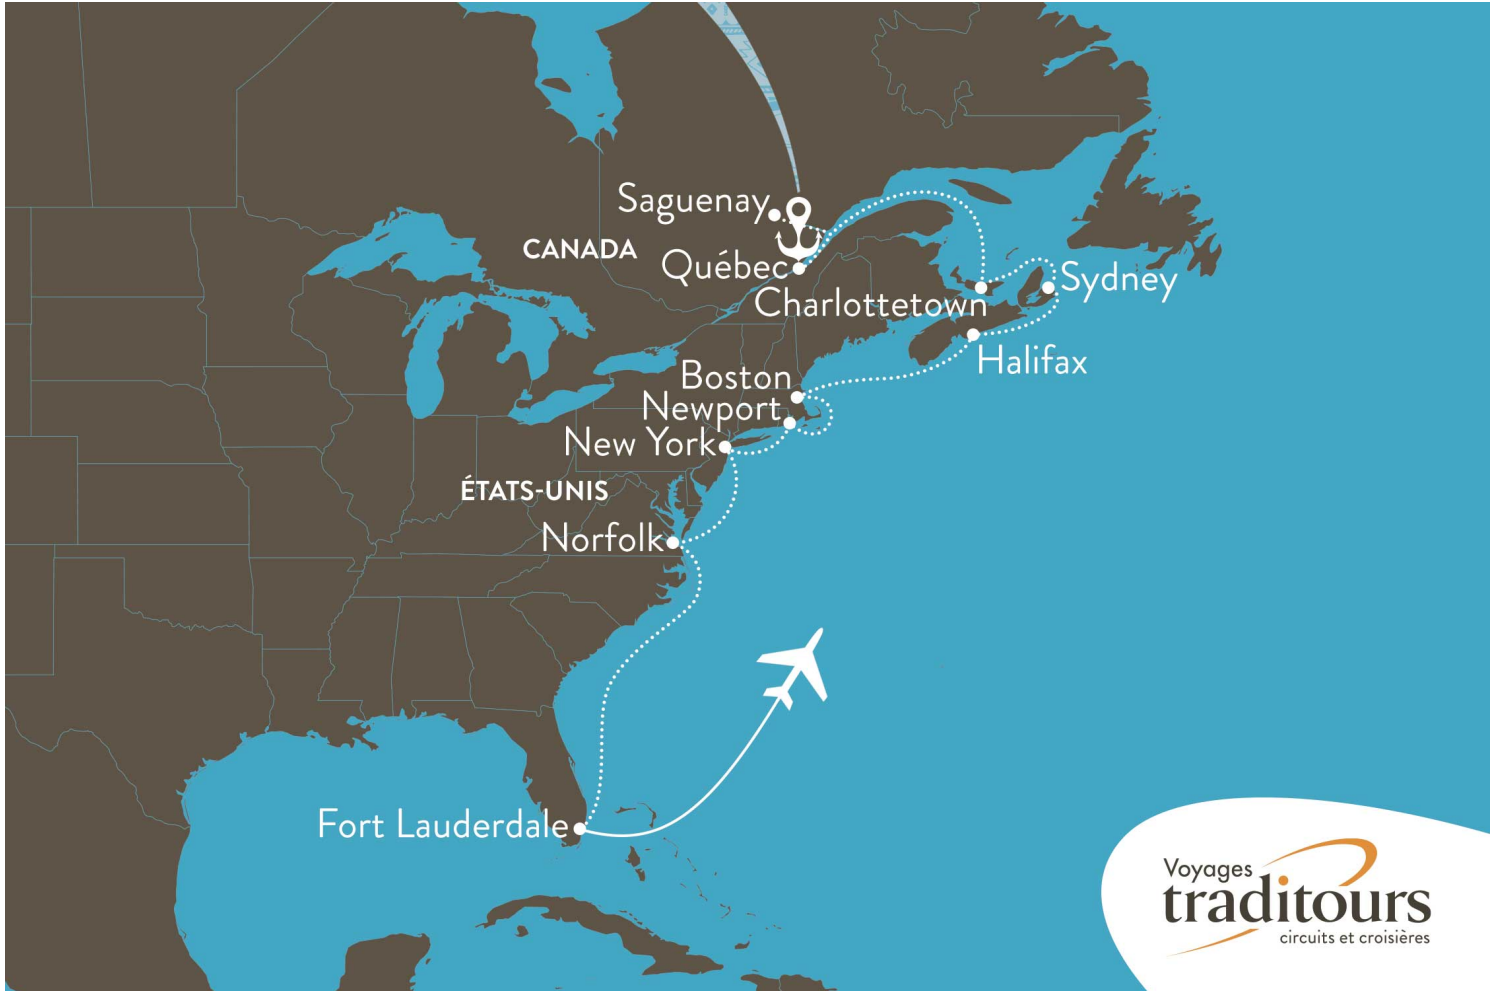 Saguenay
CANADA
Québec
Sydney
Charlottetown
Halifax
Boston
Newport
New York
ÉTATS-UNIS
Norfolk
Fort Lauderdale
Voyages
traditours
circuits et croisières